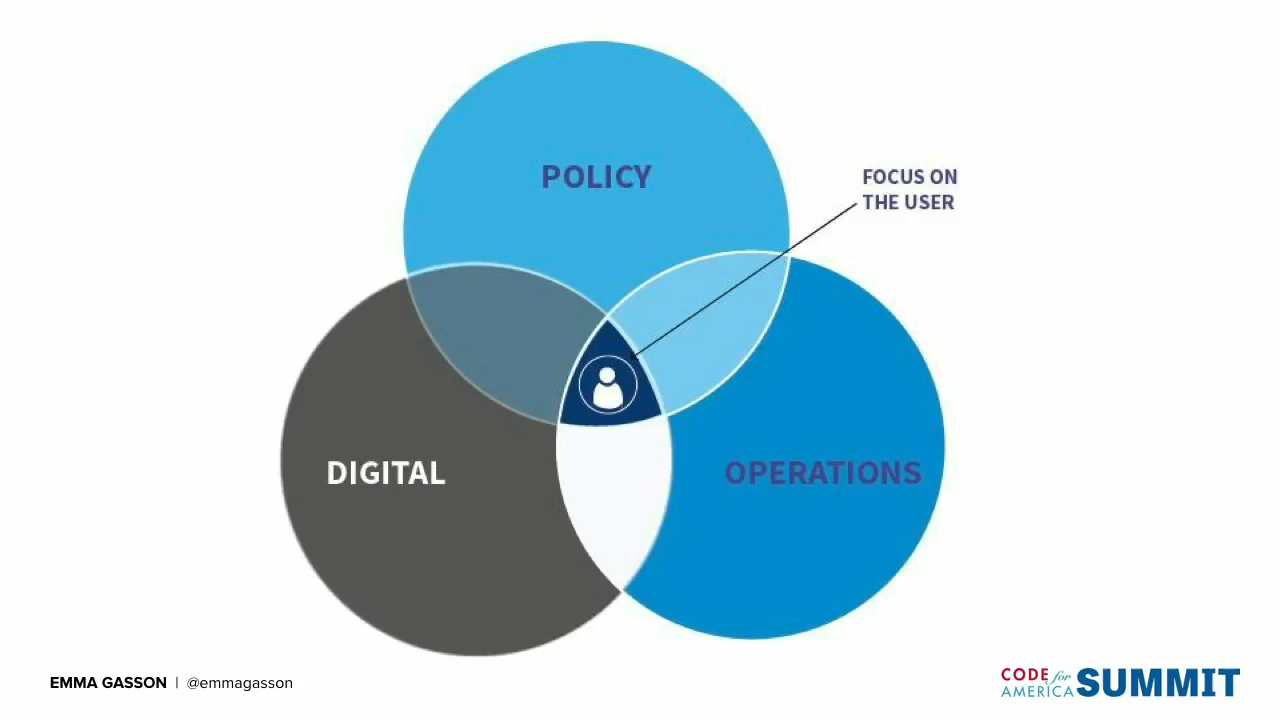 POLICY
FOCUS ON
THE USER
DIGITAL
OPERATIONS
EMMA GASSON | @emmagasson
CODE for
AMERICA SUMMIT